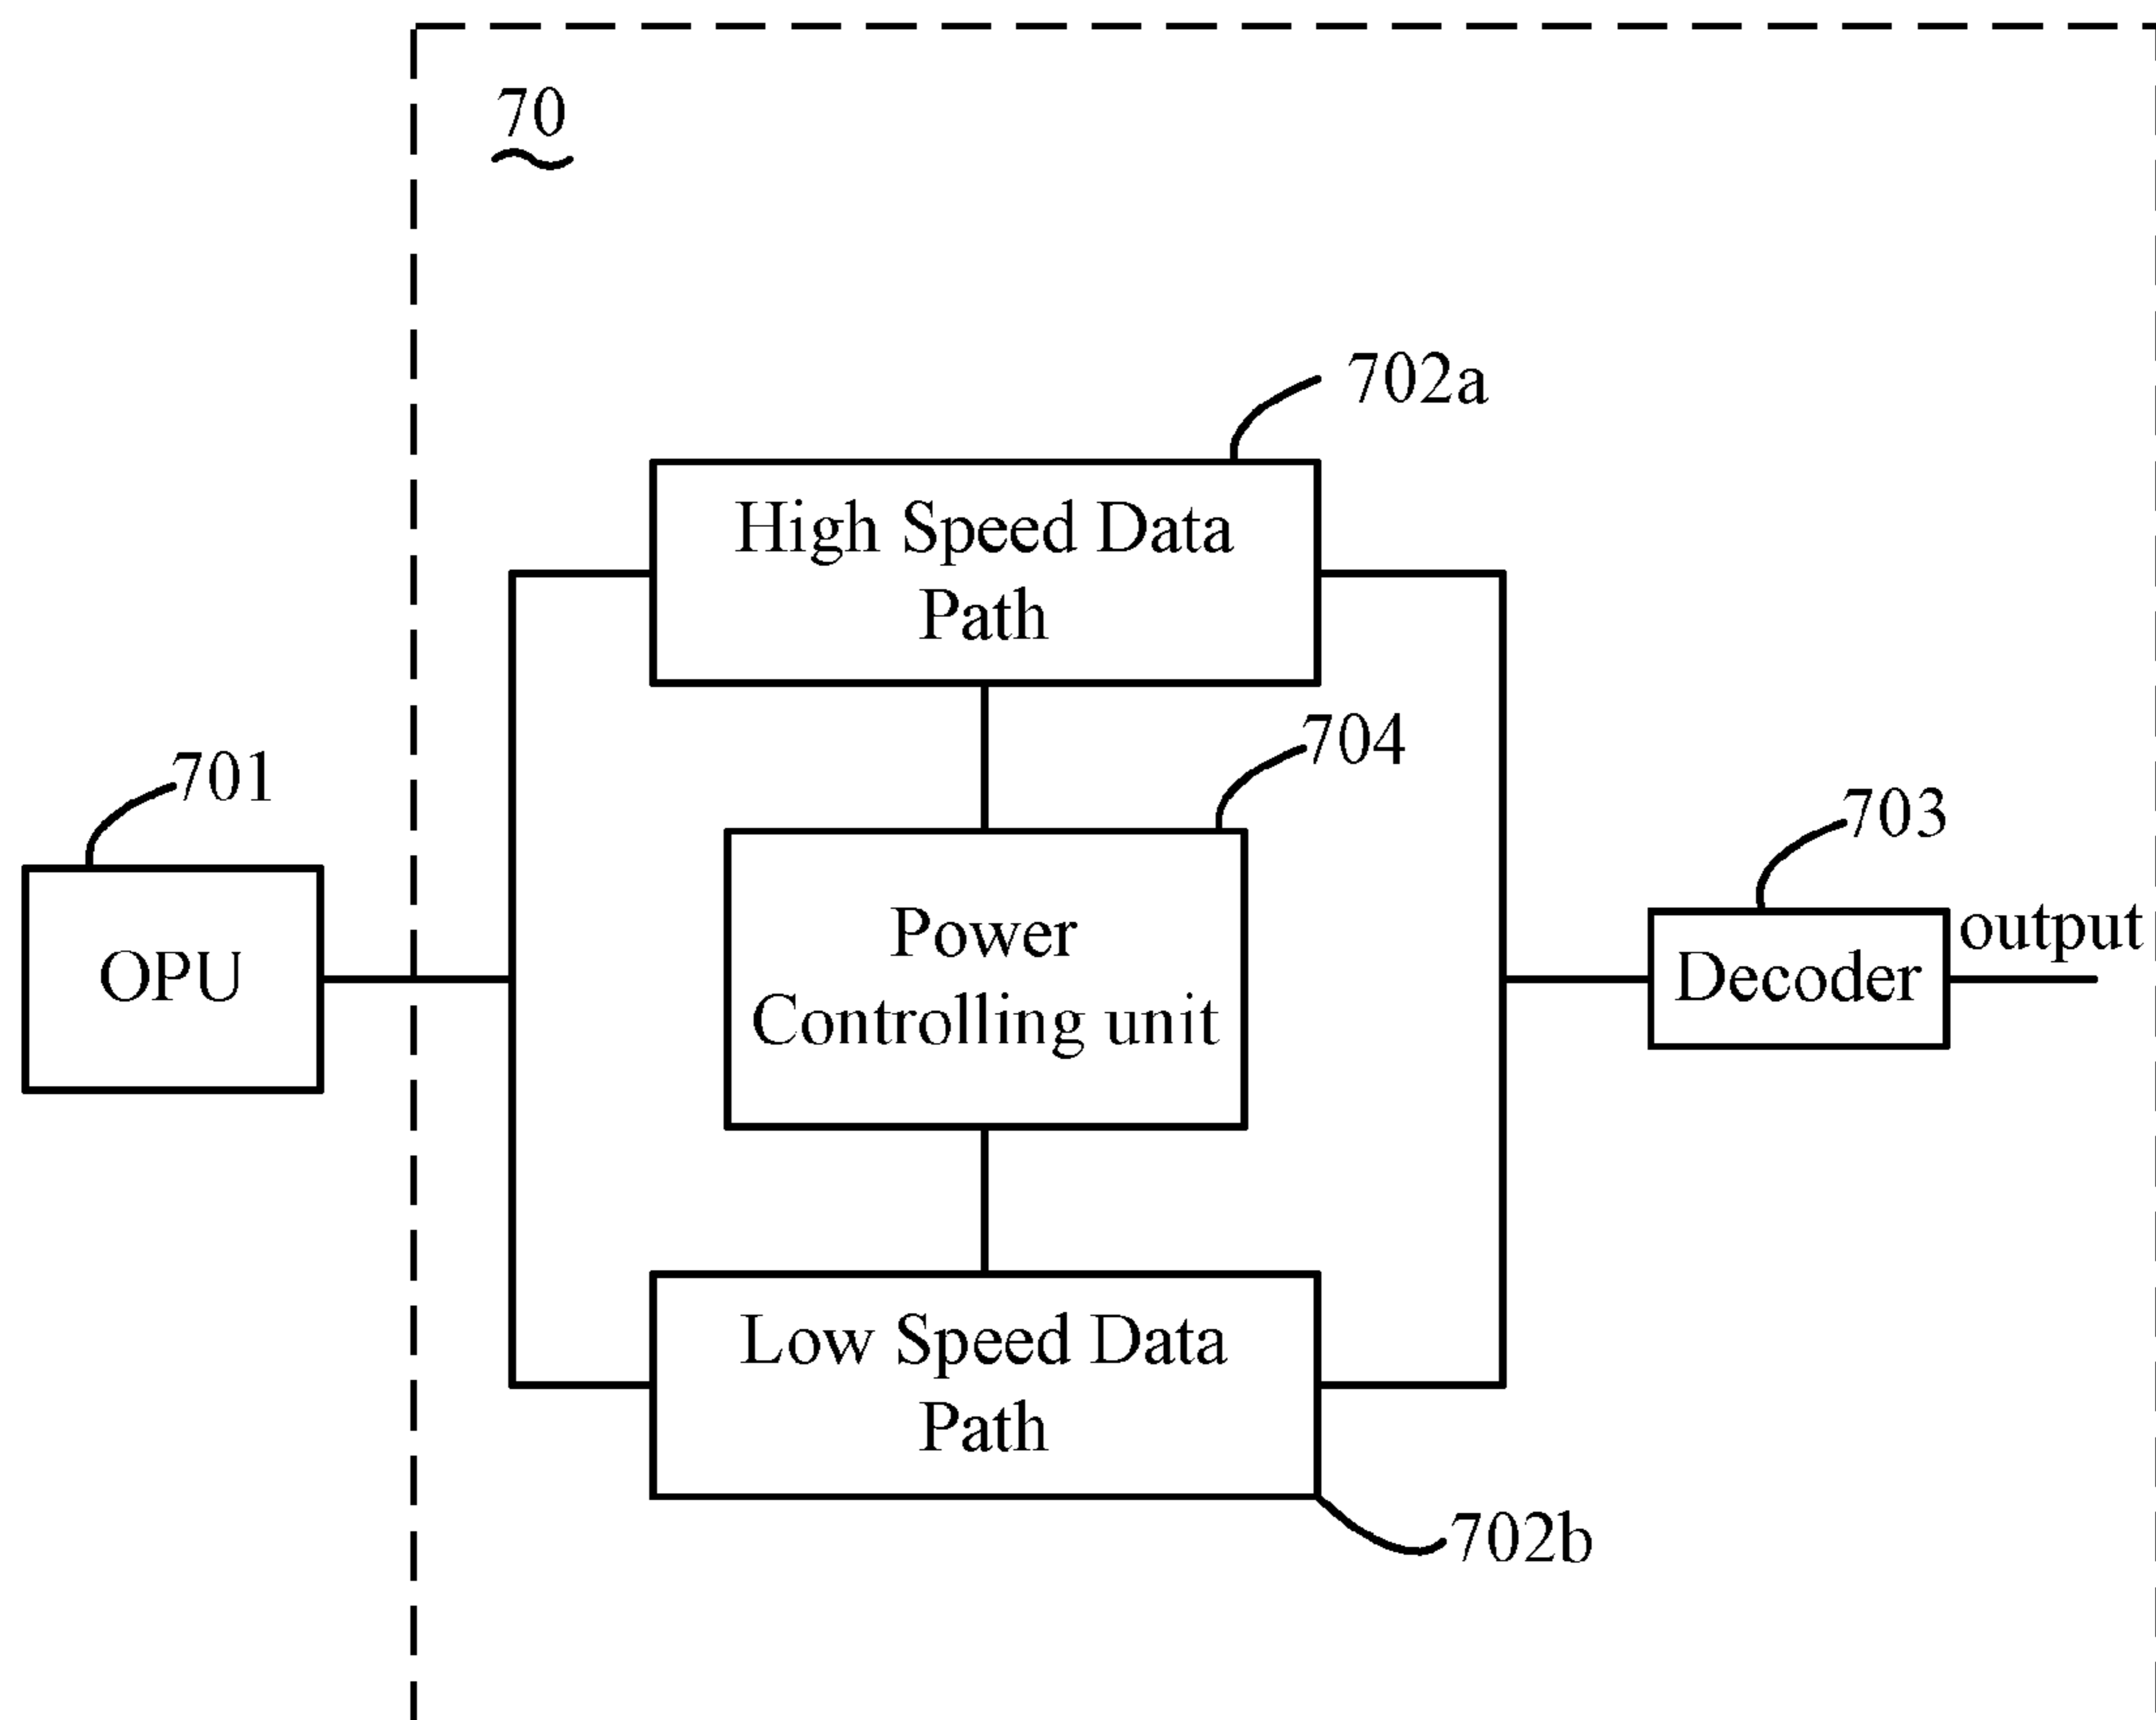 70
702a
High Speed Data
Path
704
701
703
Power
Controlling unit
OPU
Decoder
output
Low Speed Data
Path
702b